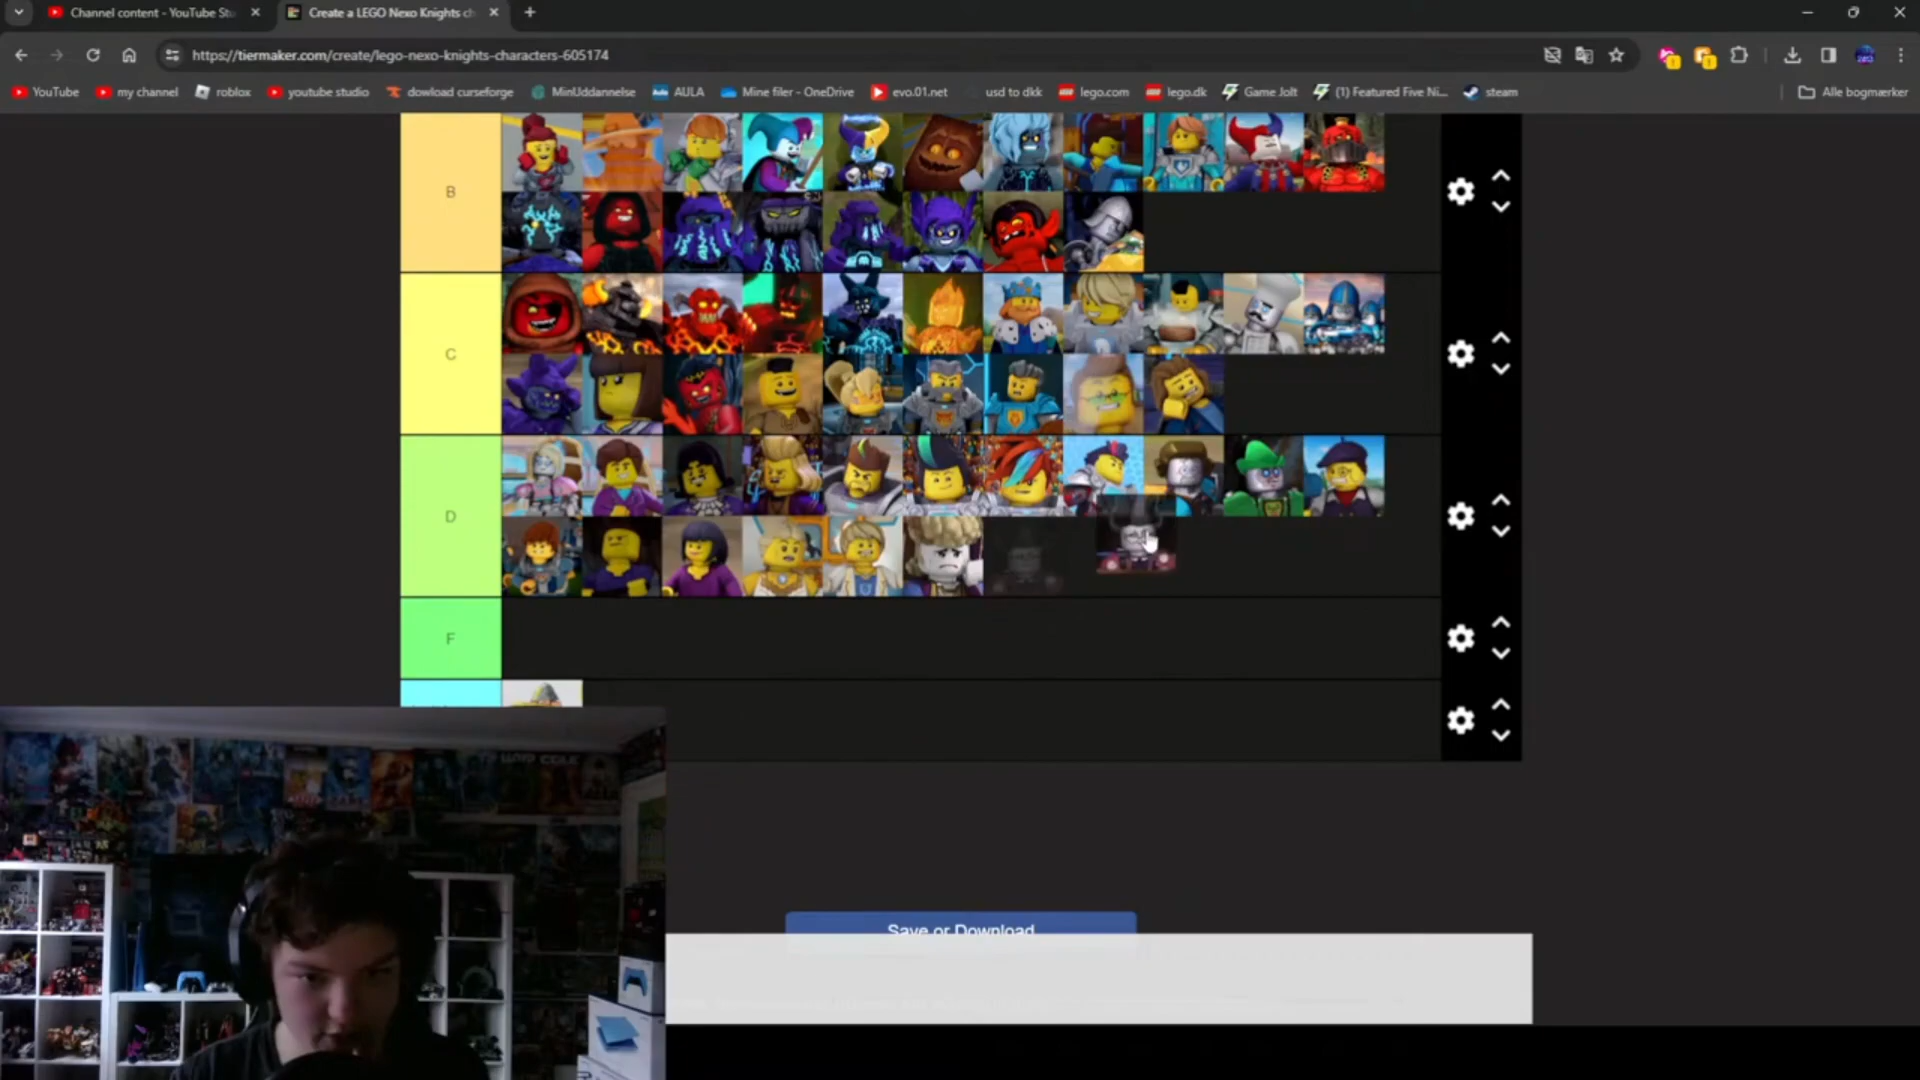 Channel content - YouTube Stu
Create a LEGO Nexo Knights ch
https://tiermaker.com/create/lego-nexo-knights-characters-605174
YouTube
my channel
roblox
youtube studio
dowload curseforge
MinUddannelse
AULA
Mine filer - OneDrive
evo.01.net
usd to dkk
lego.com
lego.dk
Game Jolt
(1) Featured Five Ni...
steam
Alle bogmærker
B
C
D
F
Save or Download